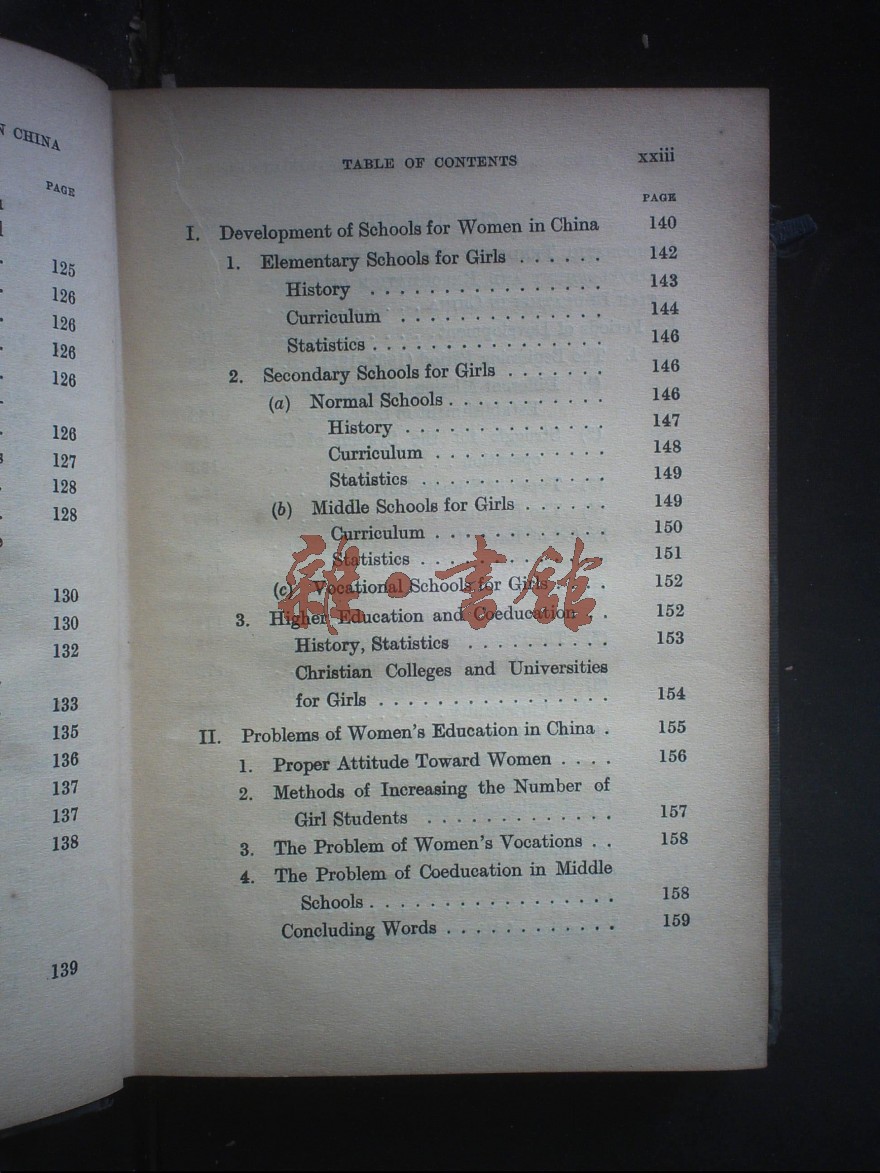 N CHINA
PAGE
125
126
126
126
126
126
127
128
128
130
130
132
133
135
136
137
137
138
139
TABLE OF CONTENTS xxiii
PAGE
I. Development of Schools for Women in China 140
1. Elementary Schools for Girls . . . . . . 142
History . . . . . . . . . . . . . . . . 143
Curriculum . . . . . . . . . . . . . . 144
Statistics . . . . . . . . . . . . . . . . 146
2. Secondary Schools for Girls . . . . . . . 146
(a) Normal Schools . . . . . . . . . . . 146
History . . . . . . . . . . . . . . 147
Curriculum . . . . . . . . . . . . 148
Statistics . . . . . . . . . . . . . 149
(b) Middle Schools for Girls . . . . . . 149
Curriculum . . . . . . . . . . . . 150
Statistics . . . . . . . . . . . . . 151
(c) Vocational Schools for Girls . . . . 152
3. Higher Education and Coeducation . . 152
History, Statistics . . . . . . . . . . 153
Christian Colleges and Universities
for Girls . . . . . . . . . . . . . . . . 154
II. Problems of Women's Education in China . 155
1. Proper Attitude Toward Women . . . . 156
2. Methods of Increasing the Number of
Girl Students . . . . . . . . . . . . . 157
3. The Problem of Women's Vocations . . 158
4. The Problem of Coeducation in Middle
Schools . . . . . . . . . . . . . . . . . 158
Concluding Words . . . . . . . . . . . . 159
雜·書館